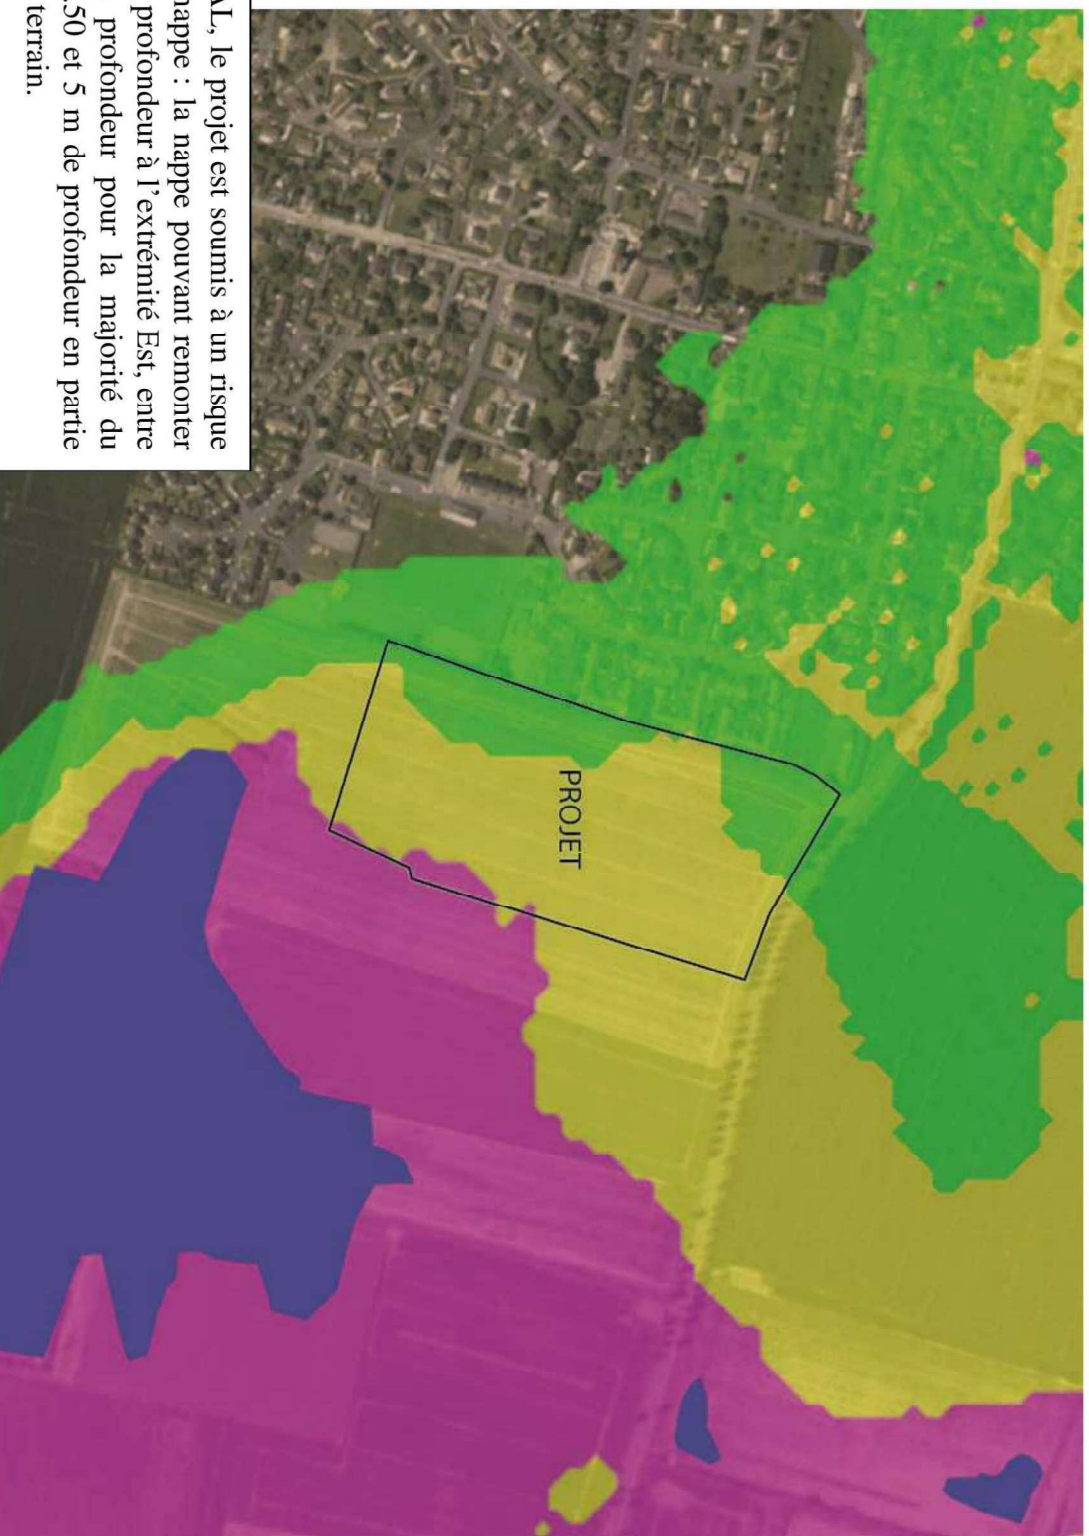 AL, le projet est soumis à un risque
nappe : la nappe pouvant remonter
profondeur à l'extrémité Est, entre
profondeur pour la majorité du
.50 et 5 m de profondeur en partie
terrain.
PROJET